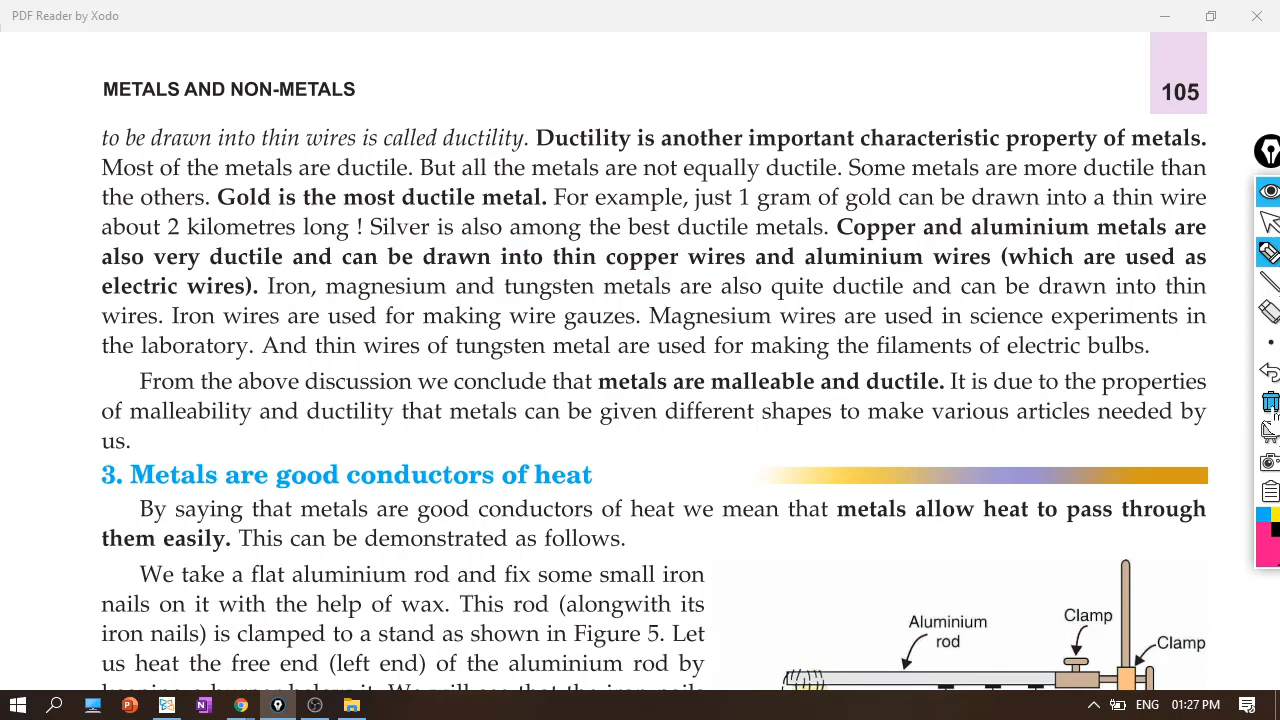 PDF Reader by Xodo
METALS AND NON-METALS
105
to be drawn into thin wires is called ductility. Ductility is another important characteristic property of metals.
Most of the metals are ductile. But all the metals are not equally ductile. Some metals are more ductile than
the others. Gold is the most ductile metal. For example, just 1 gram of gold can be drawn into a thin wire
about 2 kilometres long ! Silver is also among the best ductile metals. Copper and aluminium metals are
also very ductile and can be drawn into thin copper wires and aluminium wires (which are used as
electric wires). Iron, magnesium and tungsten metals are also quite ductile and can be drawn into thin
wires. Iron wires are used for making wire gauzes. Magnesium wires are used in science experiments in
the laboratory. And thin wires of tungsten metal are used for making the filaments of electric bulbs.
From the above discussion we conclude that metals are malleable and ductile. It is due to the properties
of malleability and ductility that metals can be given different shapes to make various articles needed by
us.
3. Metals are good conductors of heat
By saying that metals are good conductors of heat we mean that metals allow heat to pass through
them easily. This can be demonstrated as follows.
We take a flat aluminium rod and fix some small iron
nails on it with the help of wax. This rod (alongwith its
iron nails) is clamped to a stand as shown in Figure 5. Let
us heat the free end (left end) of the aluminium rod by
Aluminium
rod
Clamp
Clamp
ENG
01:27 PM